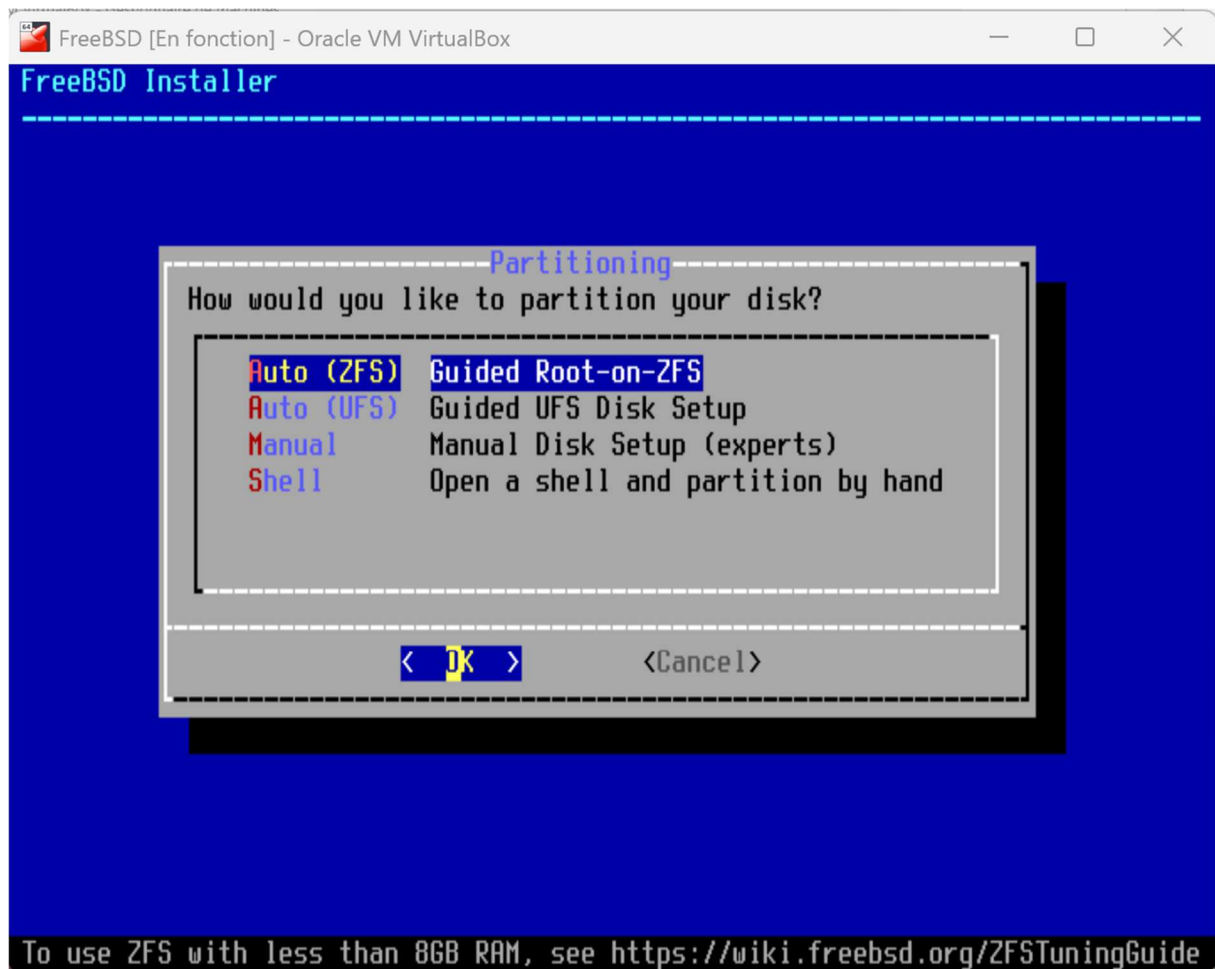 64
FreeBSD [En fonction] - Oracle VM VirtualBox
FreeBSD Installer
Partitioning
How would you like to partition your disk?
Auto (ZFS) Guided Root-on-ZFS
Auto (UFS) Guided UFS Disk Setup
Manual Manual Disk Setup (experts)
Shell Open a shell and partition by hand
< OK > <Cancel>
To use ZFS with less than 8GB RAM, see https://wiki.freebsd.org/ZFSTuningGuide